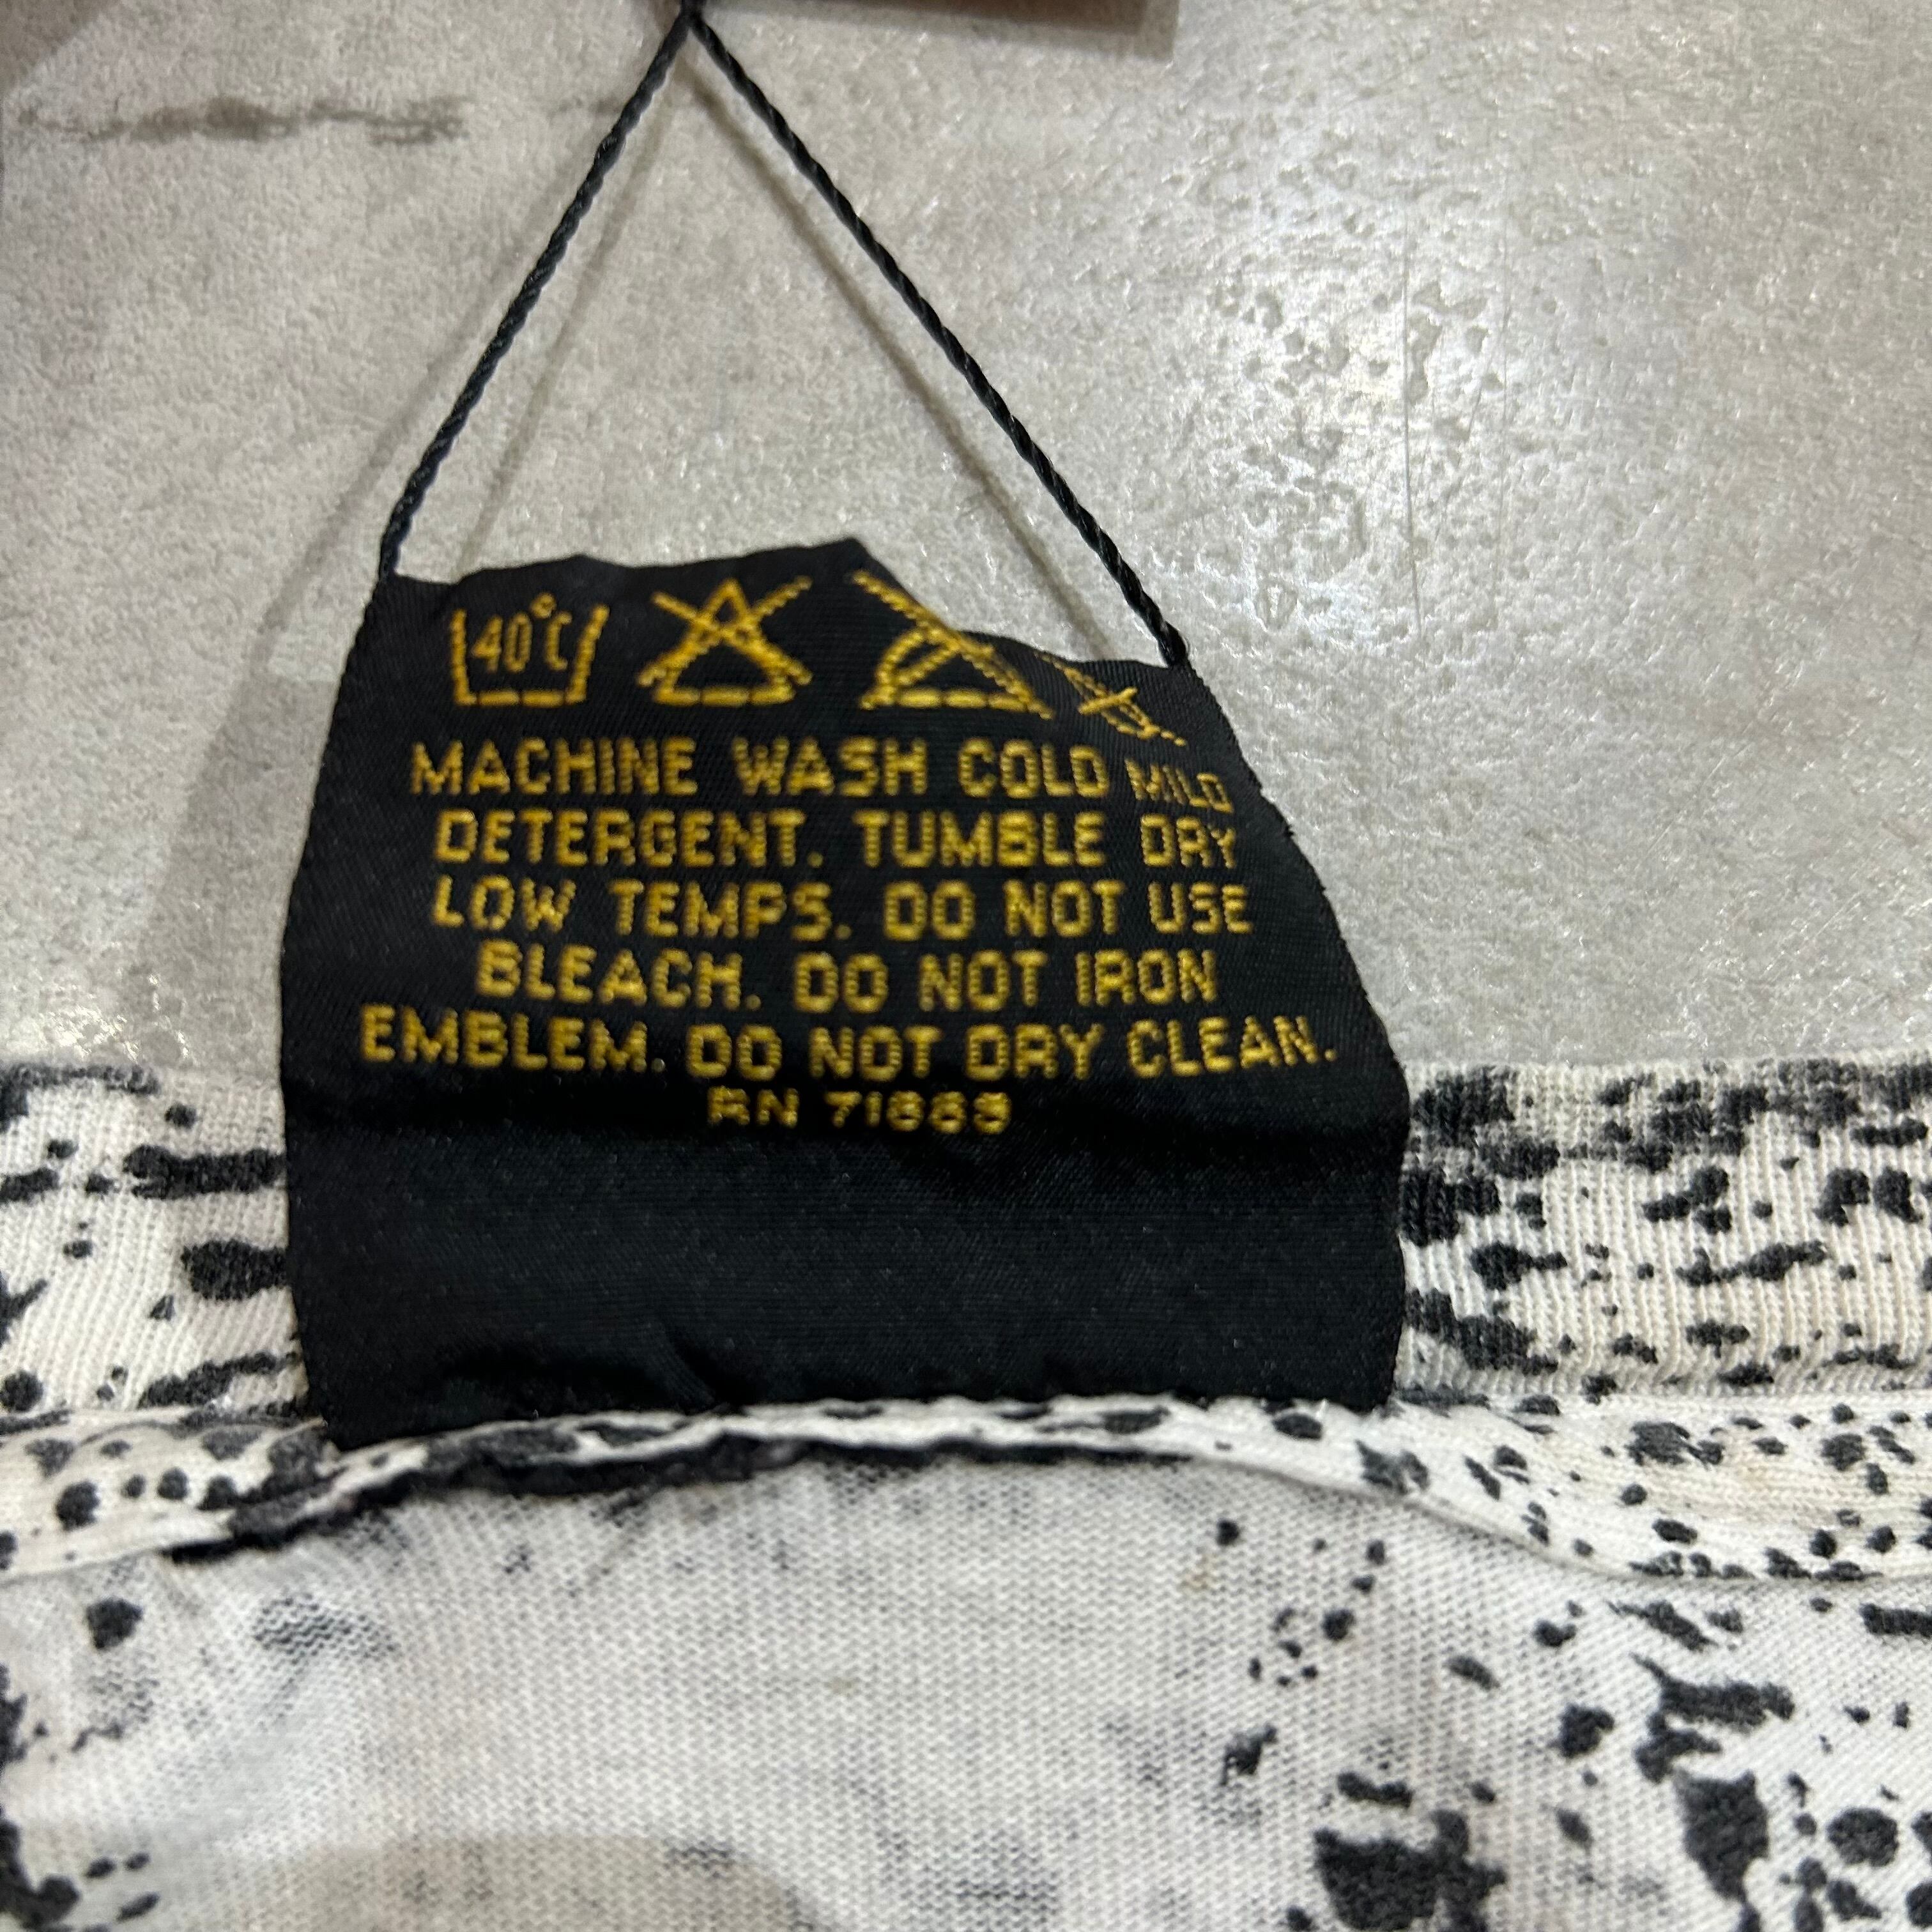 40°C
MACHINE WASH COLD MILD
DETERGENT. TUMBLE DRY
LOW TEMPS. DO NOT USE
BLEACH. DO NOT IRON
EMBLEM. DO NOT DRY CLEAN.
RN